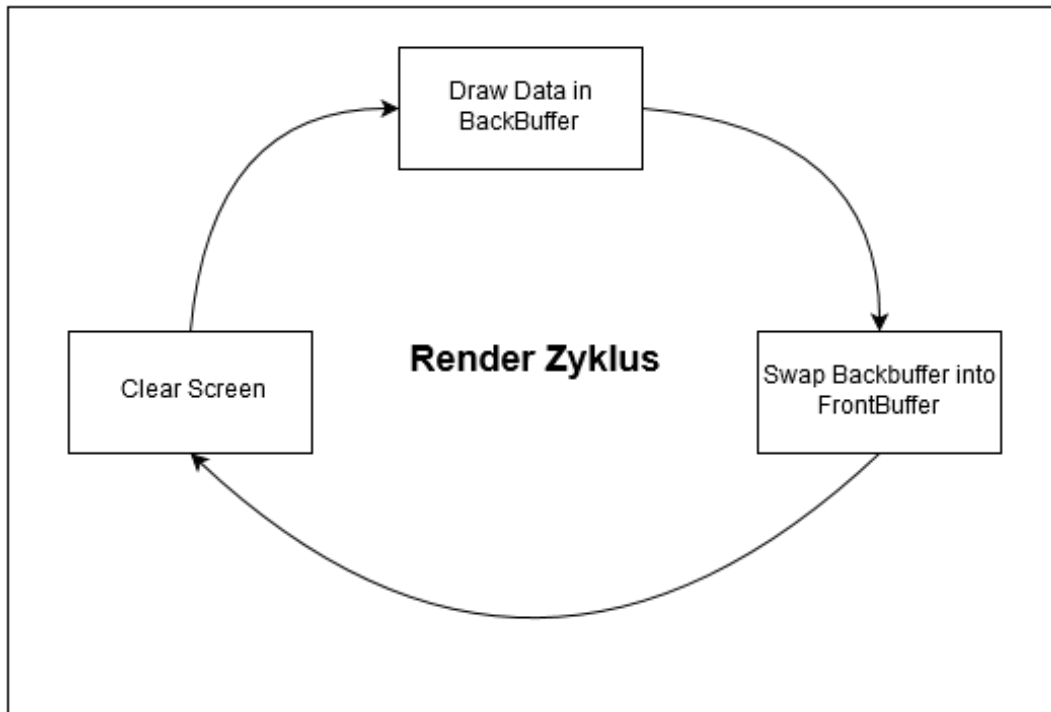 Draw Data in
BackBuffer
Render Zyklus
Clear Screen
Swap Backbuffer into
FrontBuffer